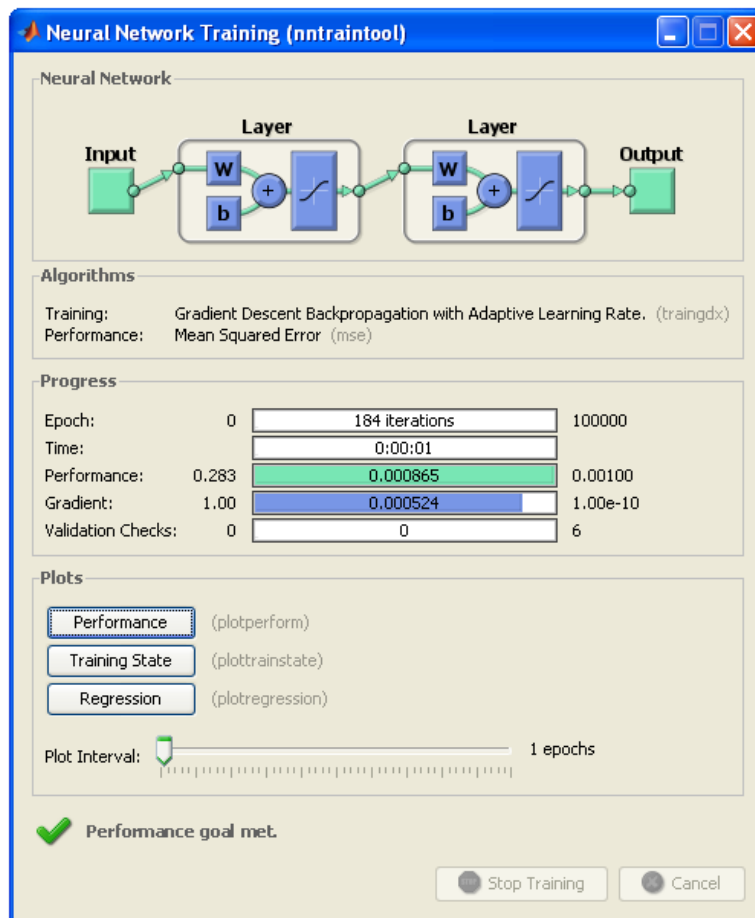 Neural Network Training (nntraintool)
Neural Network
Layer Layer
Input Output
W W
+ +
b b
Algorithms
Training: Gradient Descent Backpropagation with Adaptive Learning Rate. (traingdx)
Performance: Mean Squared Error (mse)
Progress
Epoch: 0 184 iterations 100000
Time: 0:00:01
Performance: 0.283 0.000865 0.00100
Gradient: 1.00 0.000524 1.00e-10
Validation Checks: 0 0 6
Plots
Performance (plotperform)
Training State (plottrainstate)
Regression (plotregression)
Plot Interval: 1 epochs
Performance goal met.
Stop Training Cancel